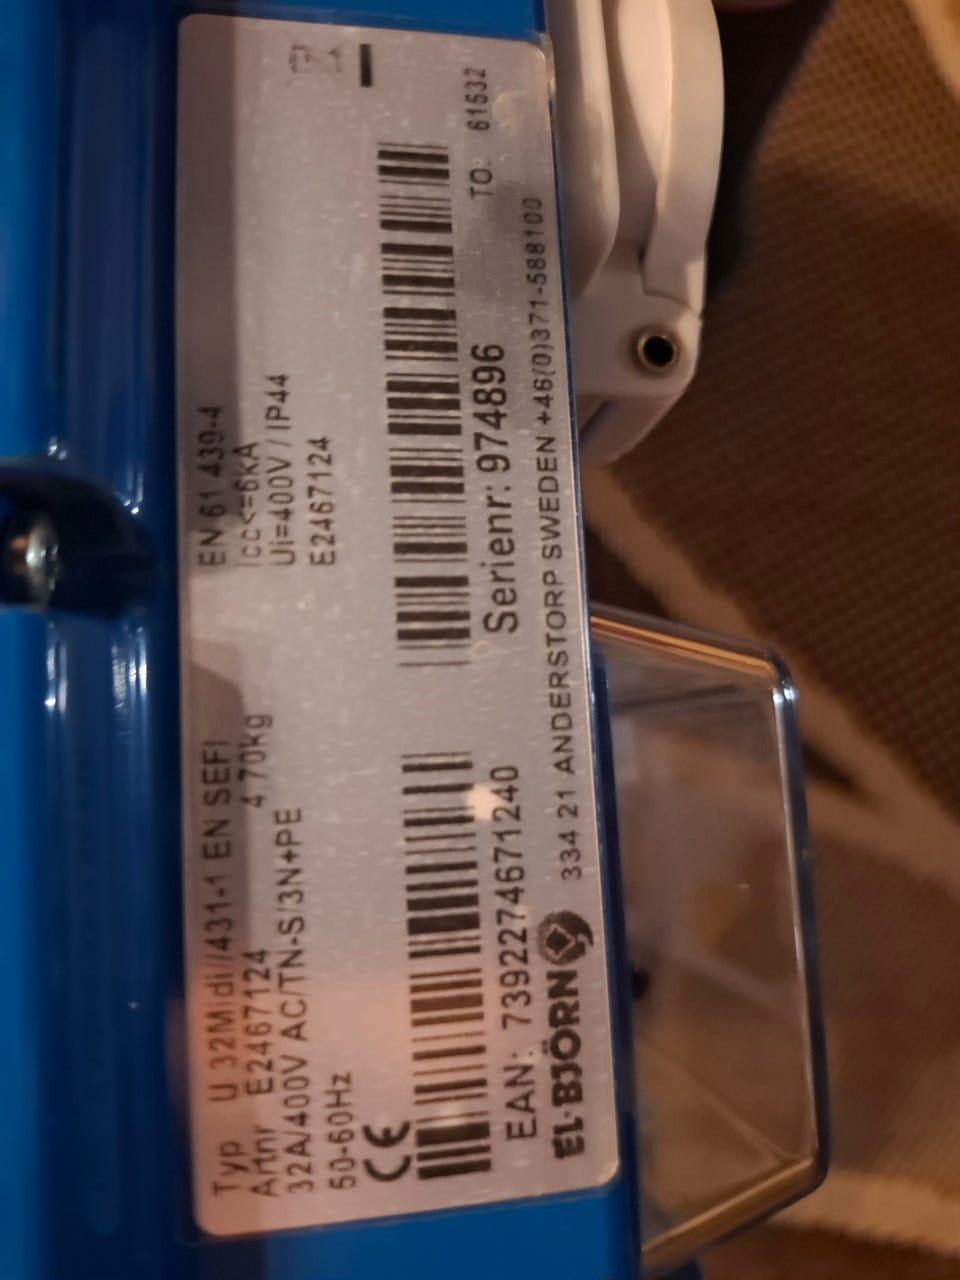 Typ U 32Midi/431-1 EN SEFI
Artnr E2467124 4,70kg
32A/400V AC/TN-S/3N+PE
50-60Hz
EN 61 439-4
Icc<=6kA
Ui=400V / IP44
E2467124
CE
EAN: 7392274671240
Serienr: 974896
TO: 61532
EL·BJÖRN
334 21 ANDERSTORP SWEDEN +46(0)371-588100